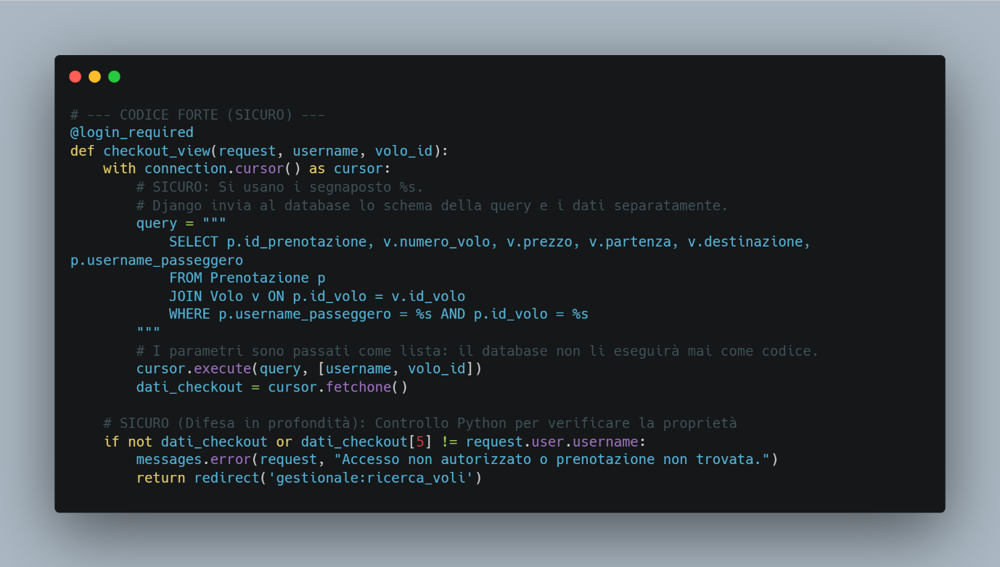 # --- CODICE FORTE (SICURO) ---
@login_required
def checkout_view(request, username, volo_id):
    with connection.cursor() as cursor:
        # SICURO: Si usano i segnaposto %s.
        # Django invia al database lo schema della query e i dati separatamente.
        query = """
            SELECT p.id_prenotazione, v.numero_volo, v.prezzo, v.partenza, v.destinazione,
p.username_passeggero
            FROM Prenotazione p
            JOIN Volo v ON p.id_volo = v.id_volo
            WHERE p.username_passeggero = %s AND p.id_volo = %s
        """
        # I parametri sono passati come lista: il database non li eseguirà mai come codice.
        cursor.execute(query, [username, volo_id])
        dati_checkout = cursor.fetchone()

    # SICURO (Difesa in profondità): Controllo Python per verificare la proprietà
    if not dati_checkout or dati_checkout[5] != request.user.username:
        messages.error(request, "Accesso non autorizzato o prenotazione non trovata.")
        return redirect('gestionale:ricerca_voli')